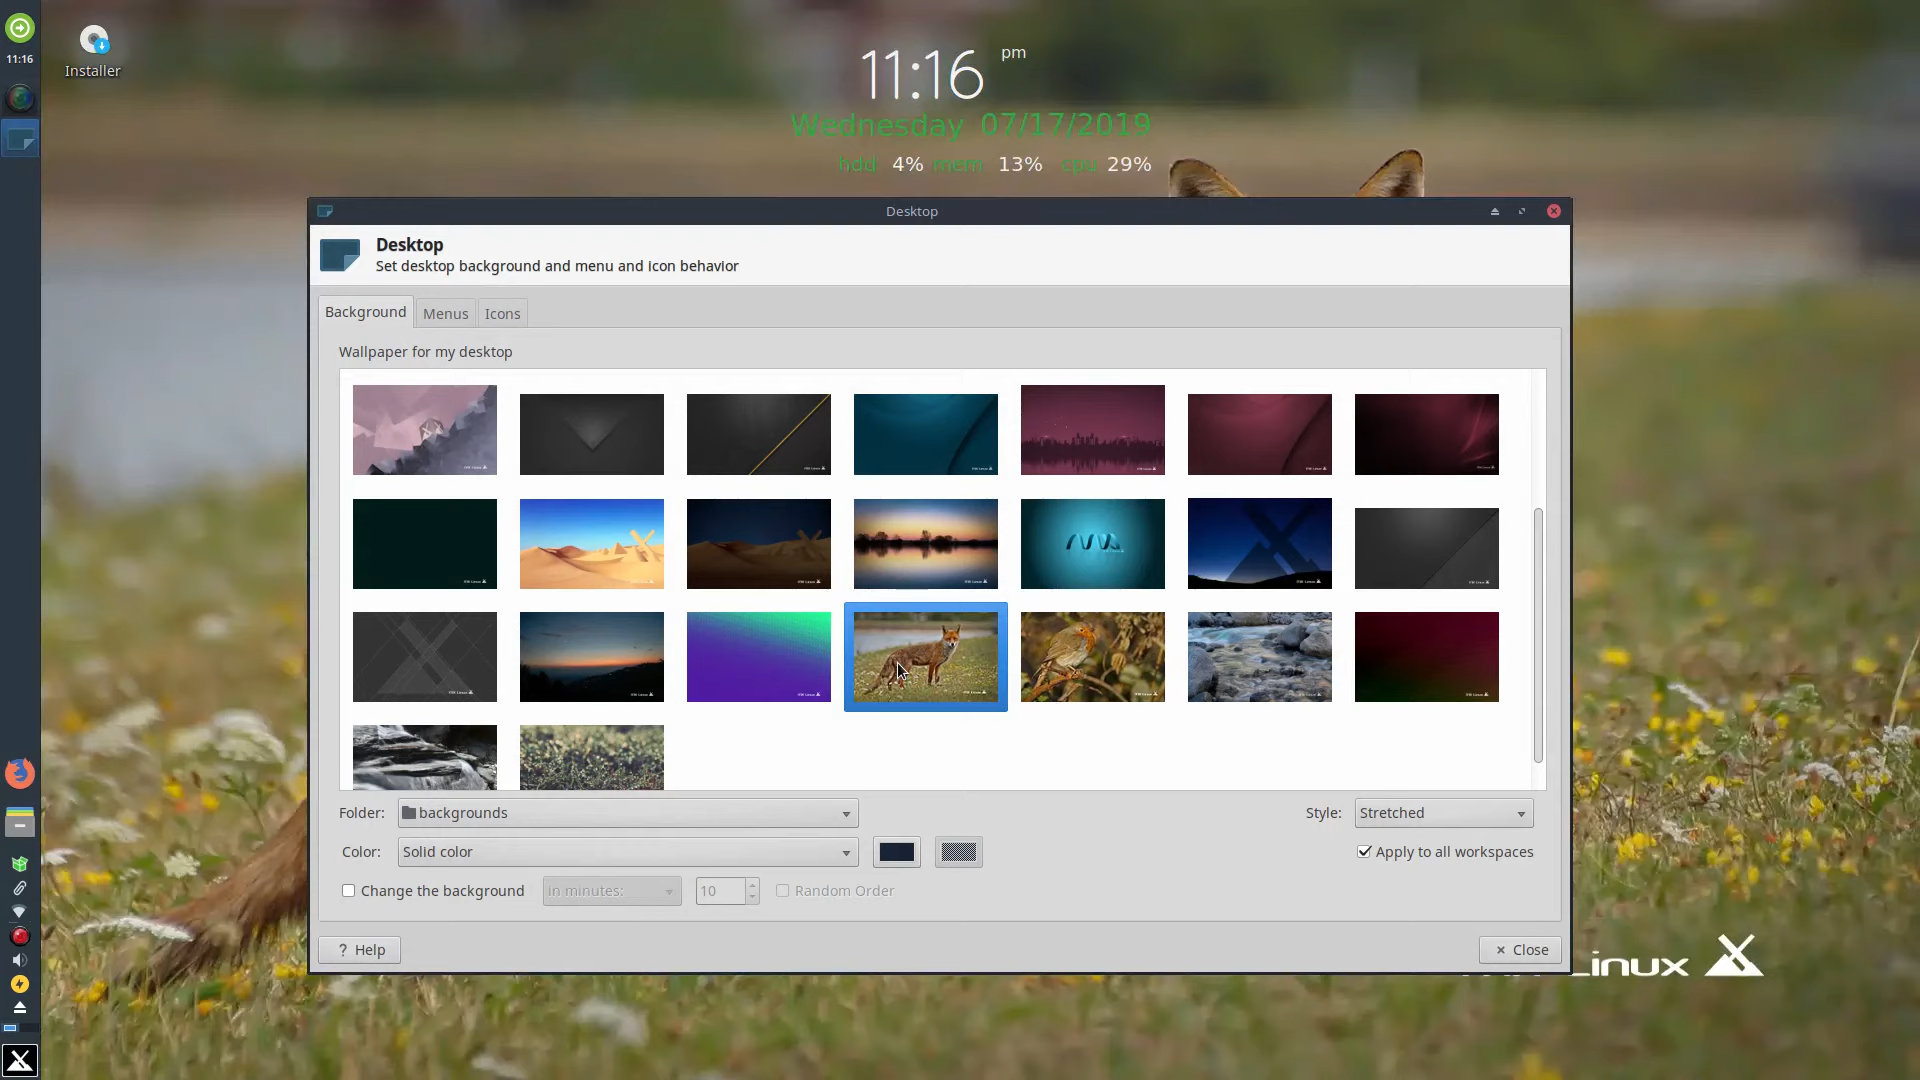 11:16
Installer
11:16 pm
Wednesday 07/17/2019
hdd 4% mem 13% cpu 29%
Desktop
Desktop
Set desktop background and menu and icon behavior
Background Menus Icons
Wallpaper for my desktop
Folder: backgrounds Style: Stretched
Color: Solid color Apply to all workspaces
Change the background in minutes: 10 Random Order
? Help × Close
inux